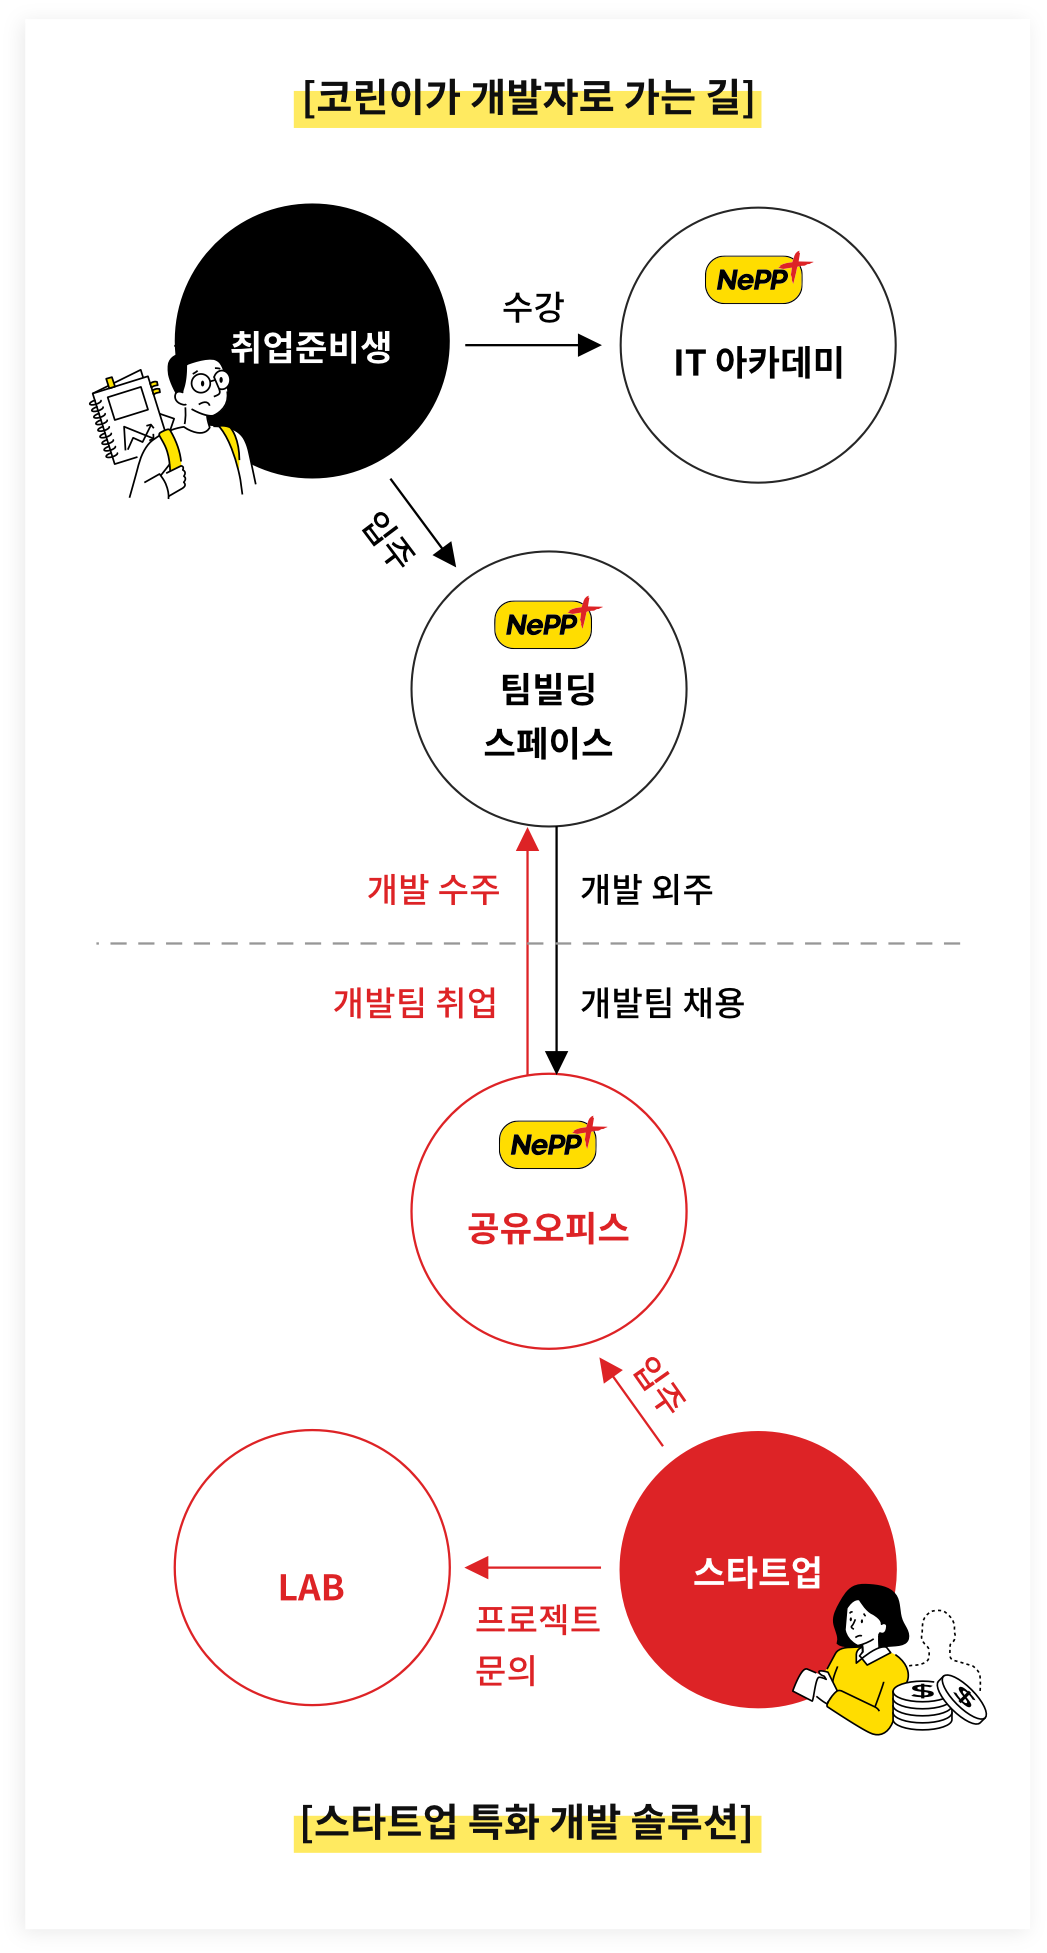 [코린이가 개발자로 가는 길]
취업준비생
수강
NePP
IT 아카데미
입주
NePP
팀빌딩
스페이스
개발 수주
개발 외주
개발팀 취업
개발팀 채용
NePP
공유오피스
입주
LAB
프로젝트
문의
스타트업
$
$
[스타트업 특화 개발 솔루션]